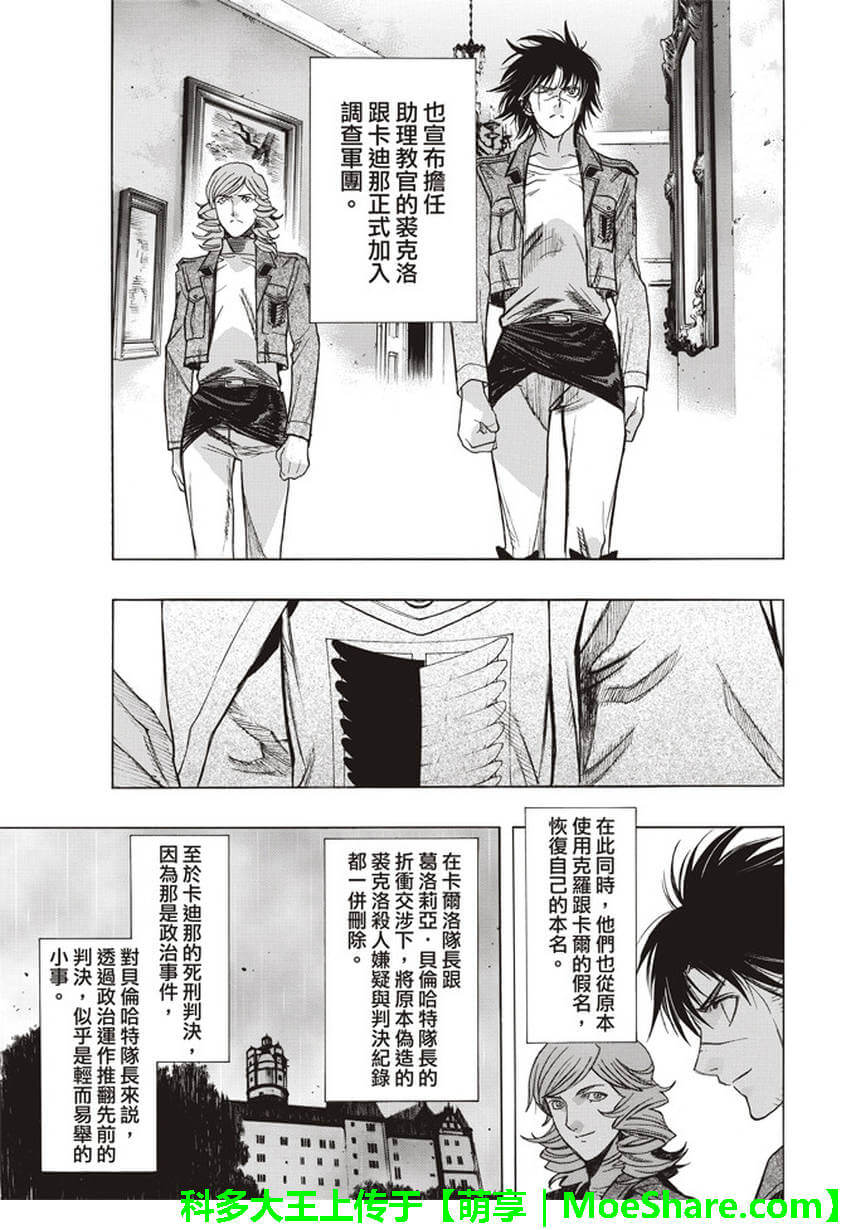 也宣布擔任
助理教官的裘克洛
跟卡迪那正式加入
調查軍團。
在此同時，他們也從原本
使用克羅跟卡爾的假名，
恢復自己的本名。
在卡爾洛隊長跟
葛洛莉亞．貝倫哈特隊長的
折衝交涉下，將原本偽造的
裘克洛殺人嫌疑與判決紀錄
都一併刪除。
至於卡迪那的死刑判決，
因為那是政治事件，
對貝倫哈特隊長來說，
透過政治運作推翻先前的
判決，似乎是輕而易舉的
小事。
科多大王上传于【萌享｜MoeShare.com】